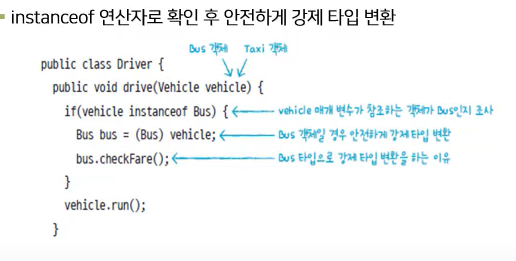 instanceof 연산자로 확인 후 안전하게 강제 타입 변환
Bus 객체 Taxi 객체
public class Driver {
public void drive(Vehicle vehicle) {
if(vehicle instanceof Bus) { vehicle 매개 변수가 참조하는 객체가 Bus인지 조사
Bus bus = (Bus) vehicle; Bus 객체일 경우 안전하게 강제 타입 변환
bus.checkFare(); Bus 타입으로 강제 타입 변환을 하는 이유
}
vehicle.run();
}